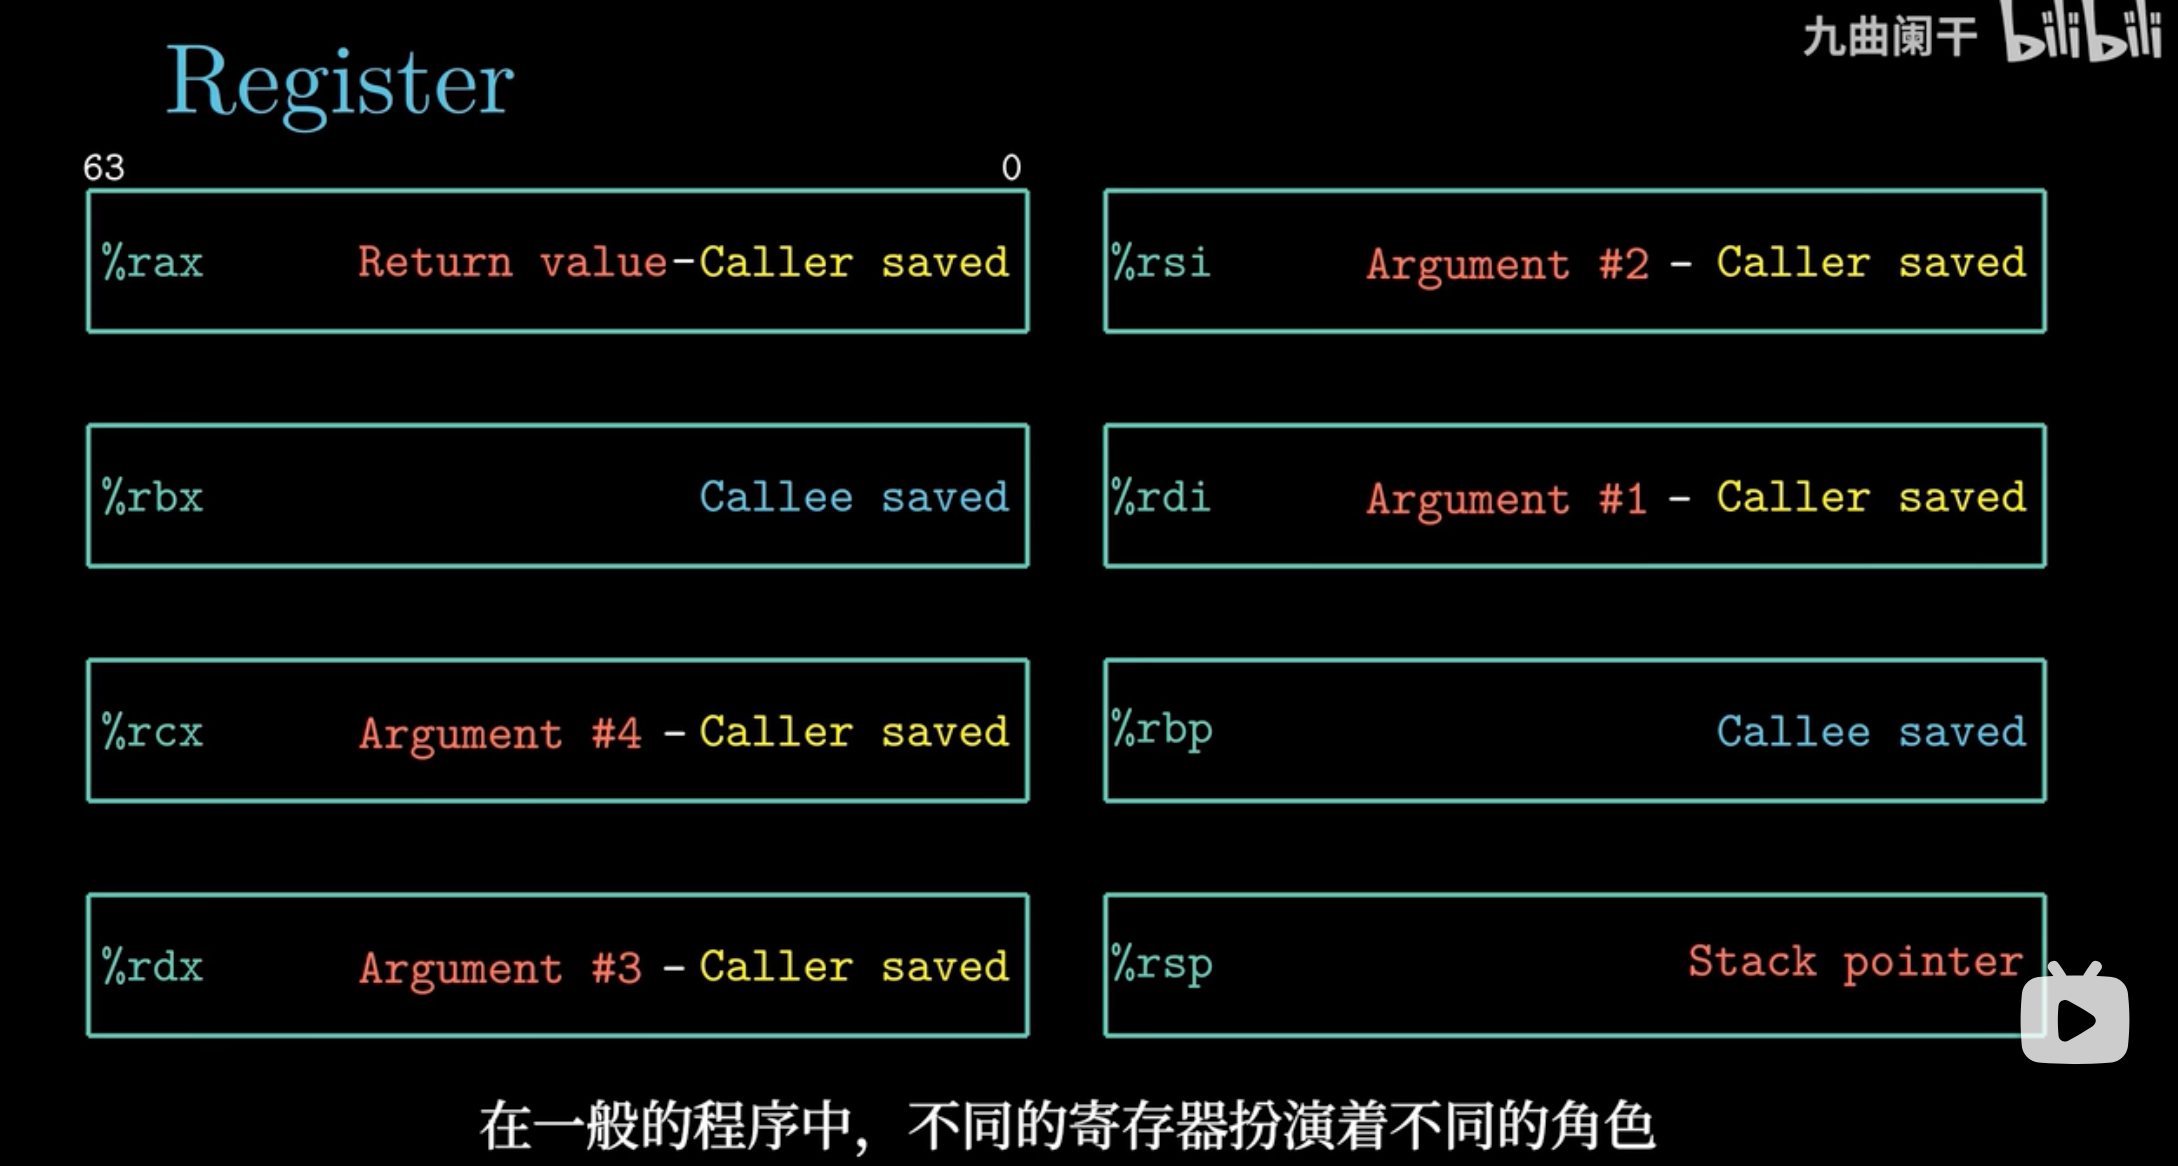 九曲阑干 bilibili
Register
63 0
%rax Return value-Caller saved
%rsi Argument #2 - Caller saved
%rbx Callee saved
%rdi Argument #1 - Caller saved
%rcx Argument #4 -Caller saved
%rbp Callee saved
%rdx Argument #3 -Caller saved
%rsp Stack pointer
在一般的程序中，不同的寄存器扮演着不同的角色